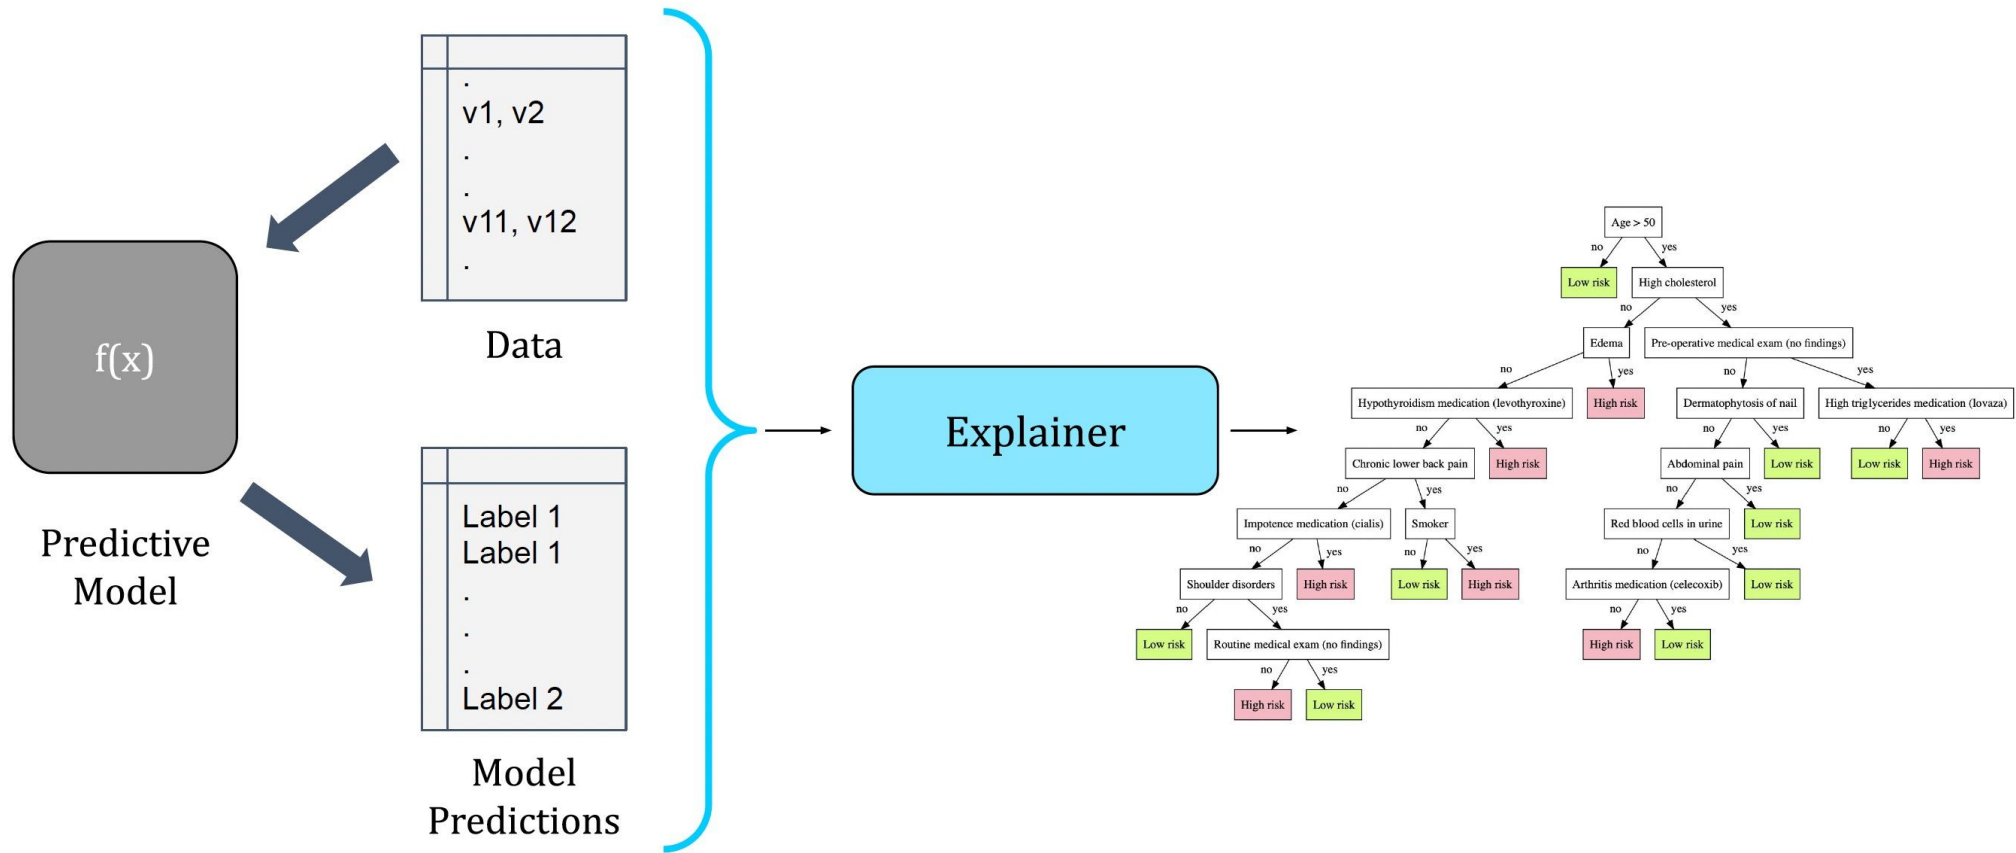 .
v1, v2
.
.
v11, v12
.
Data
f(x)
Predictive
Model
Label 1
Label 1
.
.
.
Label 2
Model
Predictions
Explainer
Age > 50
no yes
Low risk High cholesterol
no yes
Edema Pre-operative medical exam (no findings)
no yes no yes
Hypothyroidism medication (levothyroxine) High risk Dermatophytosis of nail High triglycerides medication (lovaza)
no yes no yes no yes
Chronic lower back pain High risk Abdominal pain Low risk Low risk High risk
no yes no yes
Impotence medication (cialis) Smoker Red blood cells in urine Low risk
no yes no yes no yes
Shoulder disorders High risk Low risk High risk Arthritis medication (celecoxib) Low risk
no yes no yes
Low risk Routine medical exam (no findings) High risk Low risk
no yes
High risk Low risk